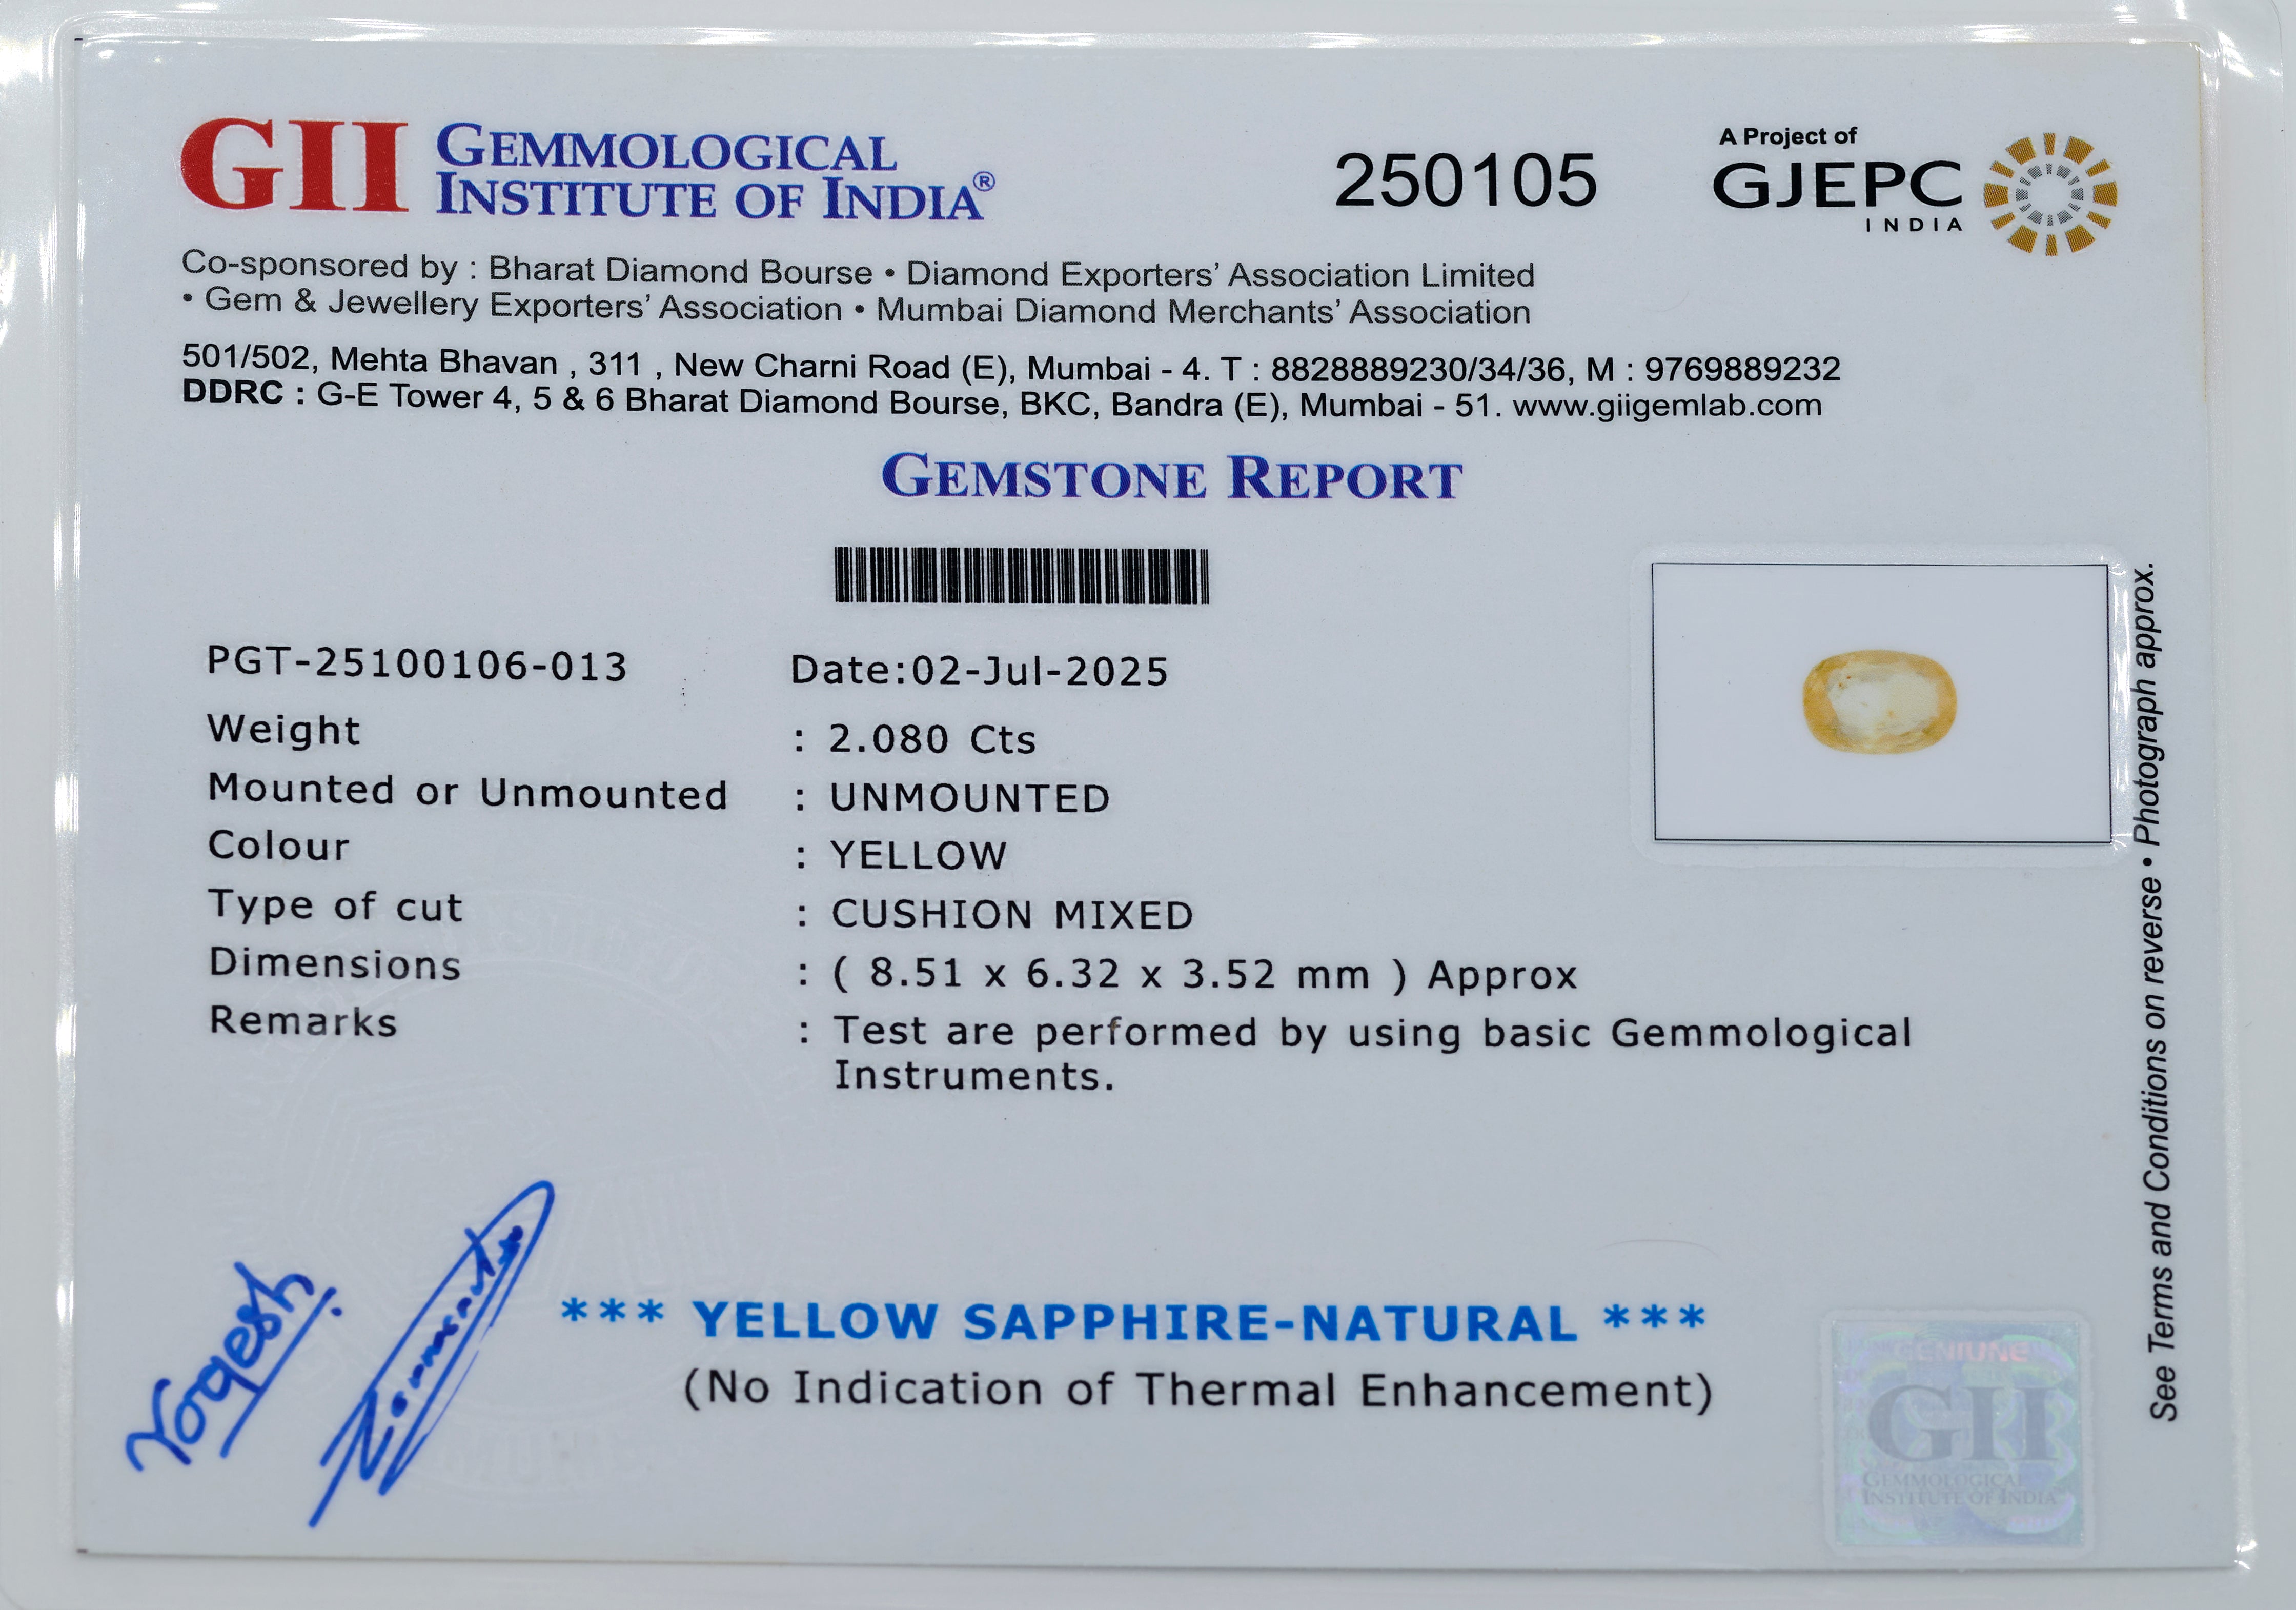 GII GEMMOLOGICAL
INSTITUTE OF INDIA®
250105
A Project of
GJEPC
INDIA
Co-sponsored by : Bharat Diamond Bourse • Diamond Exporters' Association Limited
• Gem & Jewellery Exporters' Association • Mumbai Diamond Merchants' Association
501/502, Mehta Bhavan , 311 , New Charni Road (E), Mumbai - 4. T : 8828889230/34/36, M : 9769889232
DDRC : G-E Tower 4, 5 & 6 Bharat Diamond Bourse, BKC, Bandra (E), Mumbai - 51. www.giigemlab.com
GEMSTONE REPORT
PGT-25100106-013 Date:02-Jul-2025
Weight : 2.080 Cts
Mounted or Unmounted : UNMOUNTED
Colour : YELLOW
Type of cut : CUSHION MIXED
Dimensions : ( 8.51 x 6.32 x 3.52 mm ) Approx
Remarks : Test are performed by using basic Gemmological
Instruments.
See Terms and Conditions on reverse • Photograph approx.
Yogesh
*** YELLOW SAPPHIRE-NATURAL ***
(No Indication of Thermal Enhancement)
GENIUNE
GII
GEMMOLOGICAL
INSTITUTE OF INDIA